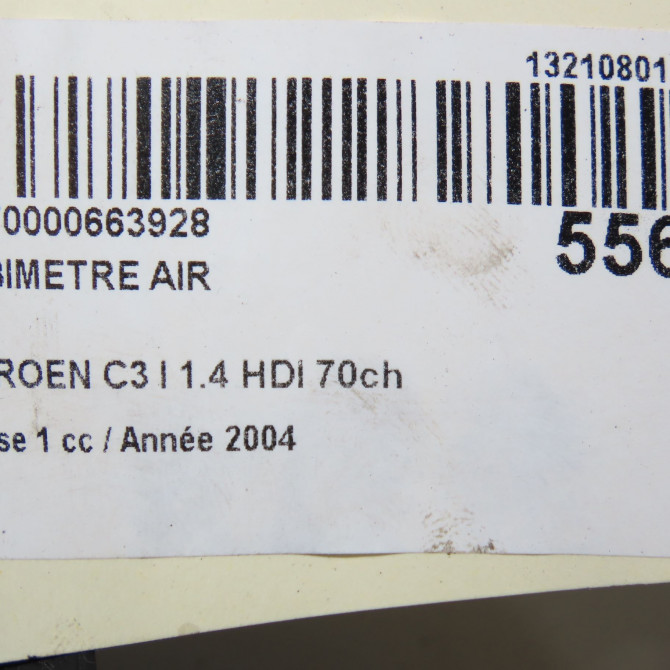 13210801
0000663928
556
BIMETRE AIR
ROEN C3 I 1.4 HDI 70ch
se 1 cc / Année 2004